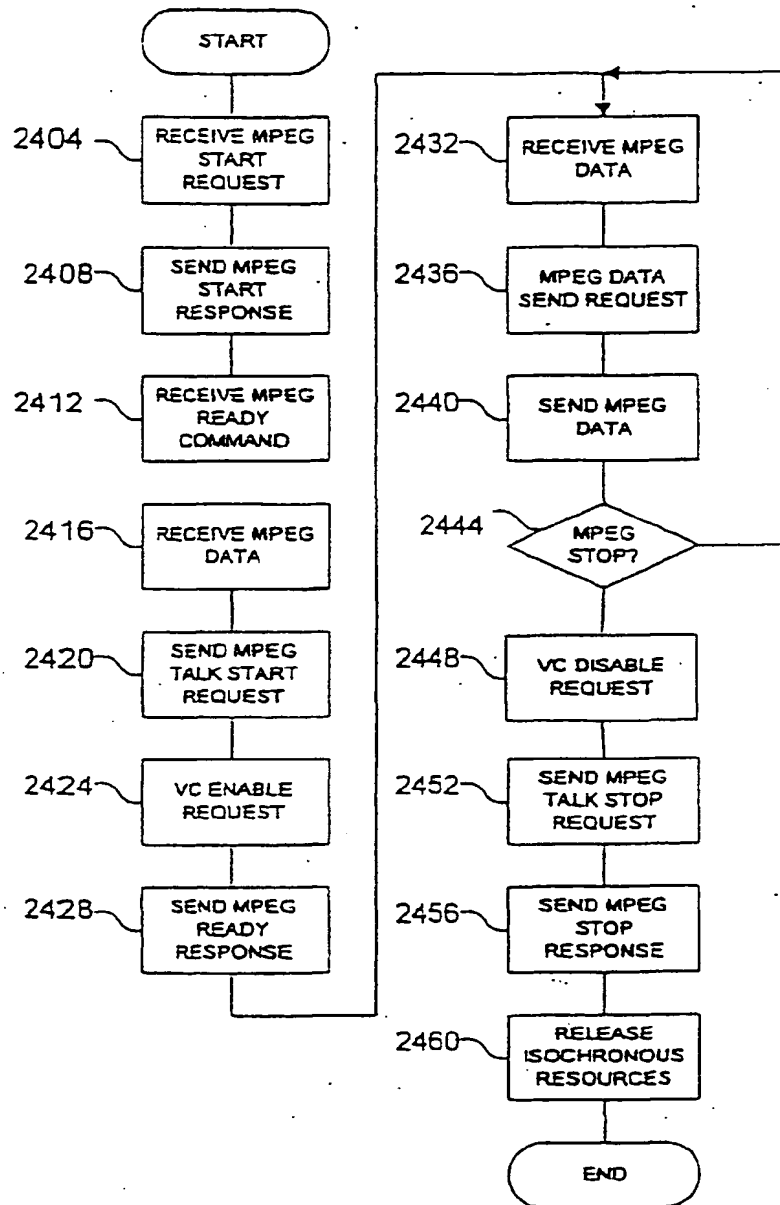 START
2404
RECEIVE MPEG
START
REQUEST
2408
SEND MPEG
START
RESPONSE
2412
RECEIVE MPEG
READY
COMMAND
2416
RECEIVE MPEG
DATA
2420
SEND MPEG
TALK START
REQUEST
2424
VC ENABLE
REQUEST
2428
SEND MPEG
READY
RESPONSE
2432
RECEIVE MPEG
DATA
2436
MPEG DATA
SEND REQUEST
2440
SEND MPEG
DATA
2444
MPEG
STOP?
2448
VC DISABLE
REQUEST
2452
SEND MPEG
TALK STOP
REQUEST
2456
SEND MPEG
STOP
RESPONSE
2460
RELEASE
ISOCHRONOUS
RESOURCES
END